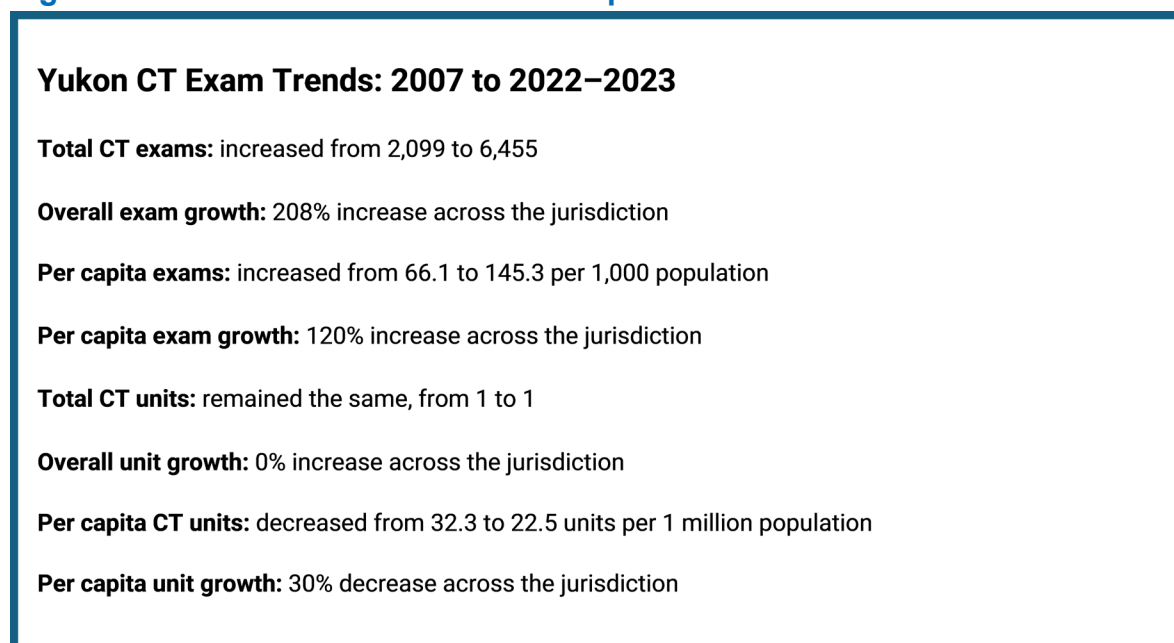 Yukon CT Exam Trends: 2007 to 2022–2023
Total CT exams: increased from 2,099 to 6,455
Overall exam growth: 208% increase across the jurisdiction
Per capita exams: increased from 66.1 to 145.3 per 1,000 population
Per capita exam growth: 120% increase across the jurisdiction
Total CT units: remained the same, from 1 to 1
Overall unit growth: 0% increase across the jurisdiction
Per capita CT units: decreased from 32.3 to 22.5 units per 1 million population
Per capita unit growth: 30% decrease across the jurisdiction